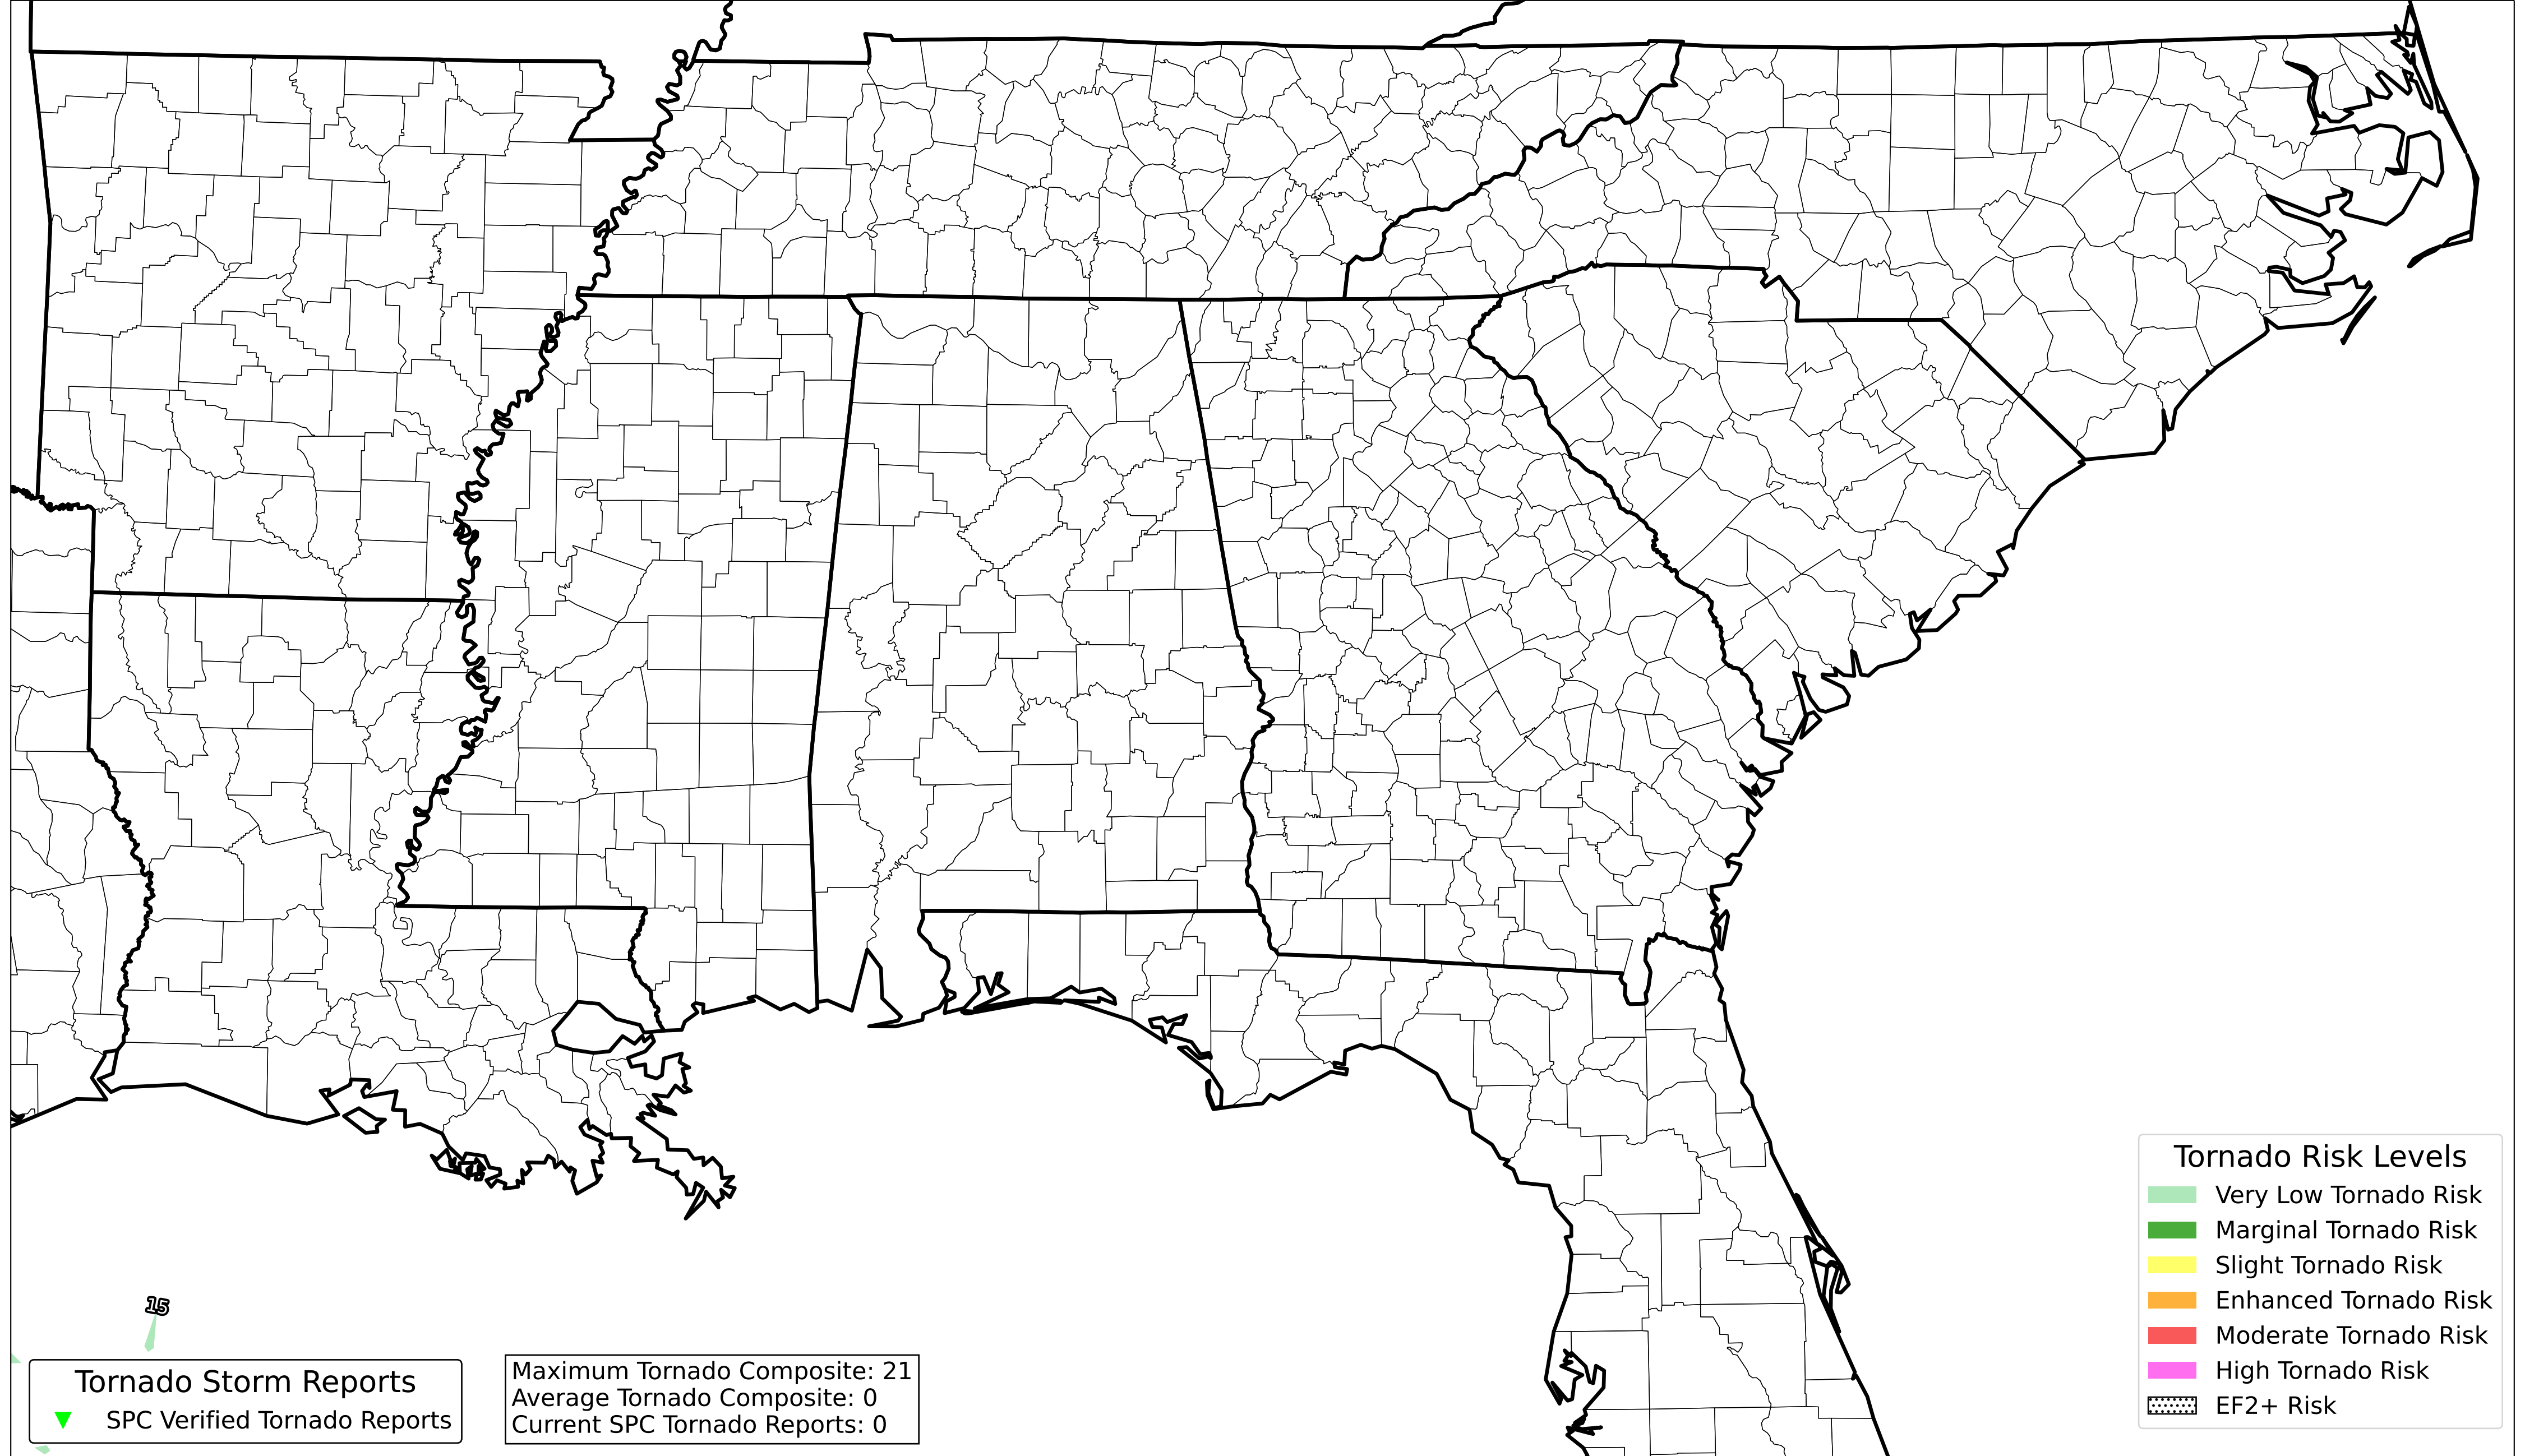 15
Tornado Storm Reports
SPC Verified Tornado Reports
Maximum Tornado Composite: 21
Average Tornado Composite: 0
Current SPC Tornado Reports: 0
Tornado Risk Levels
Very Low Tornado Risk
Marginal Tornado Risk
Slight Tornado Risk
Enhanced Tornado Risk
Moderate Tornado Risk
High Tornado Risk
EF2+ Risk